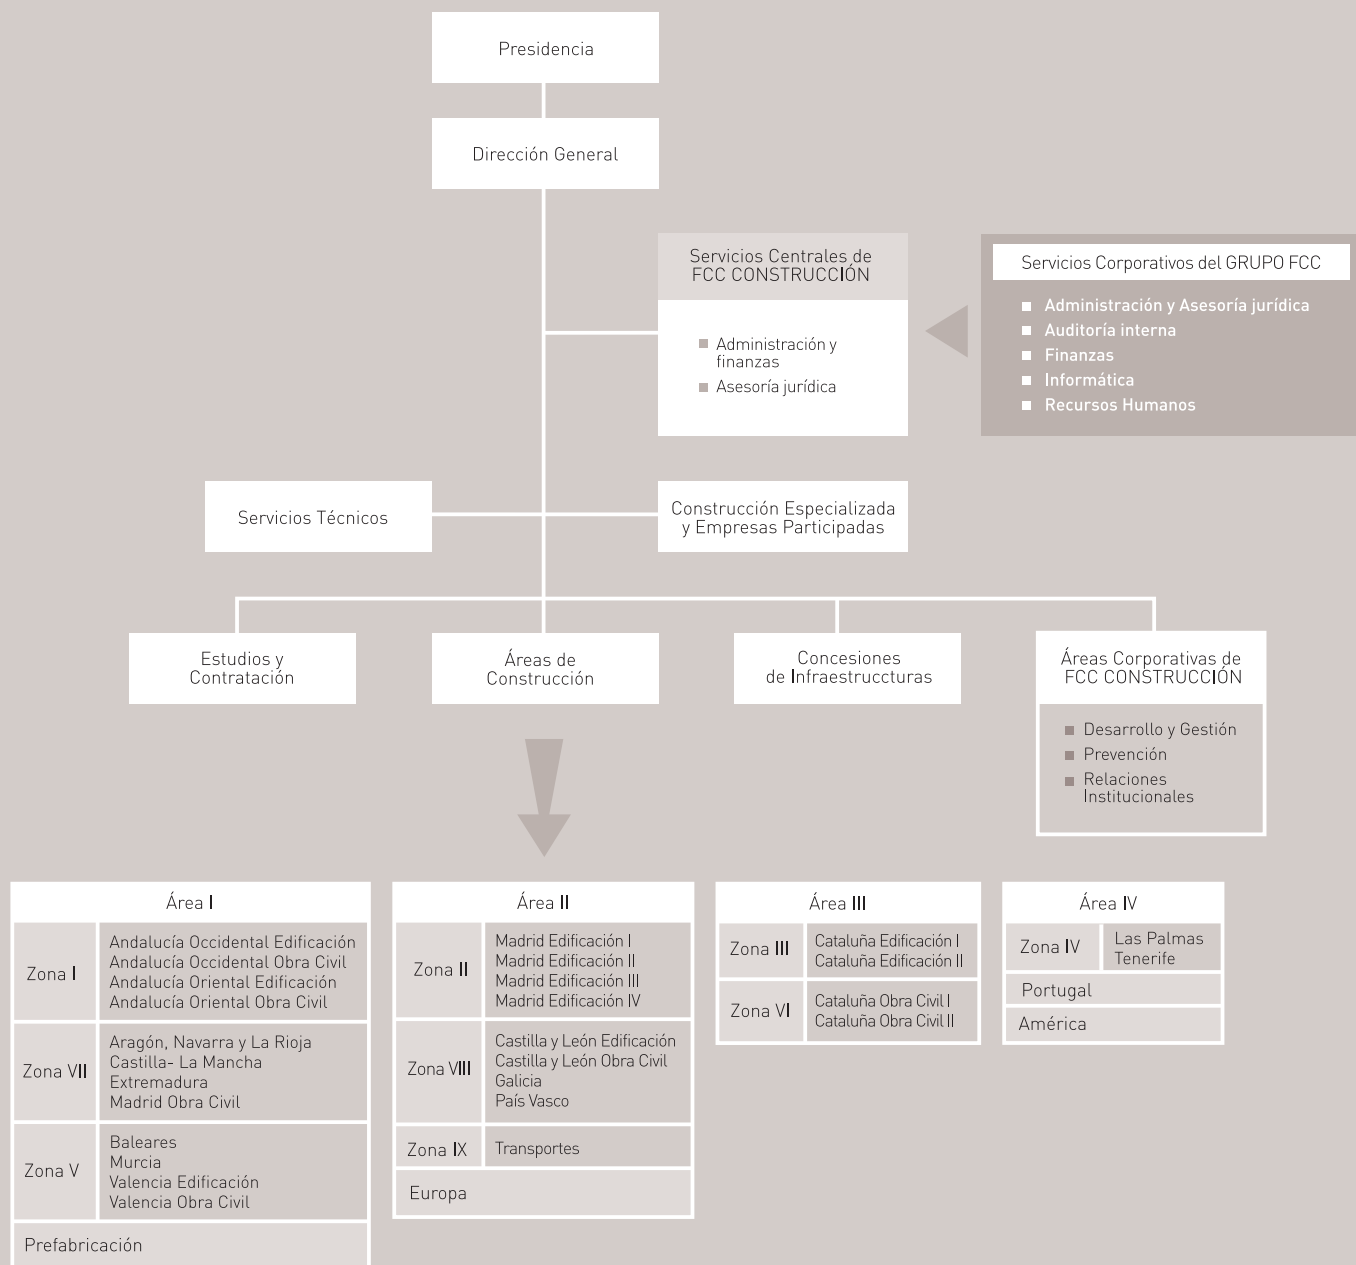 Presidencia
Dirección General
Servicios Centrales de
FCC CONSTRUCCIÓN
Administración y
finanzas
Asesoría jurídica
Servicios Corporativos del GRUPO FCC
Administración y Asesoría jurídica
Auditoría interna
Finanzas
Informática
Recursos Humanos
Servicios Técnicos
Construcción Especializada
y Empresas Participadas
Estudios y
Contratación
Áreas de
Construcción
Concesiones
de Infraestruccturas
Áreas Corporativas de
FCC CONSTRUCCIÓN
Desarrollo y Gestión
Prevención
Relaciones
Institucionales
Área I
Zona I
Andalucía Occidental Edificación
Andalucía Occidental Obra Civil
Andalucía Oriental Edificación
Andalucía Oriental Obra Civil
Zona VII
Aragón, Navarra y La Rioja
Castilla- La Mancha
Extremadura
Madrid Obra Civil
Zona V
Baleares
Murcia
Valencia Edificación
Valencia Obra Civil
Prefabricación
Área II
Zona II
Madrid Edificación I
Madrid Edificación II
Madrid Edificación III
Madrid Edificación IV
Zona VIII
Castilla y León Edificación
Castilla y León Obra Civil
Galicia
País Vasco
Zona IX
Transportes
Europa
Área III
Zona III
Cataluña Edificación I
Cataluña Edificación II
Zona VI
Cataluña Obra Civil I
Cataluña Obra Civil II
Área IV
Zona IV
Las Palmas
Tenerife
Portugal
América